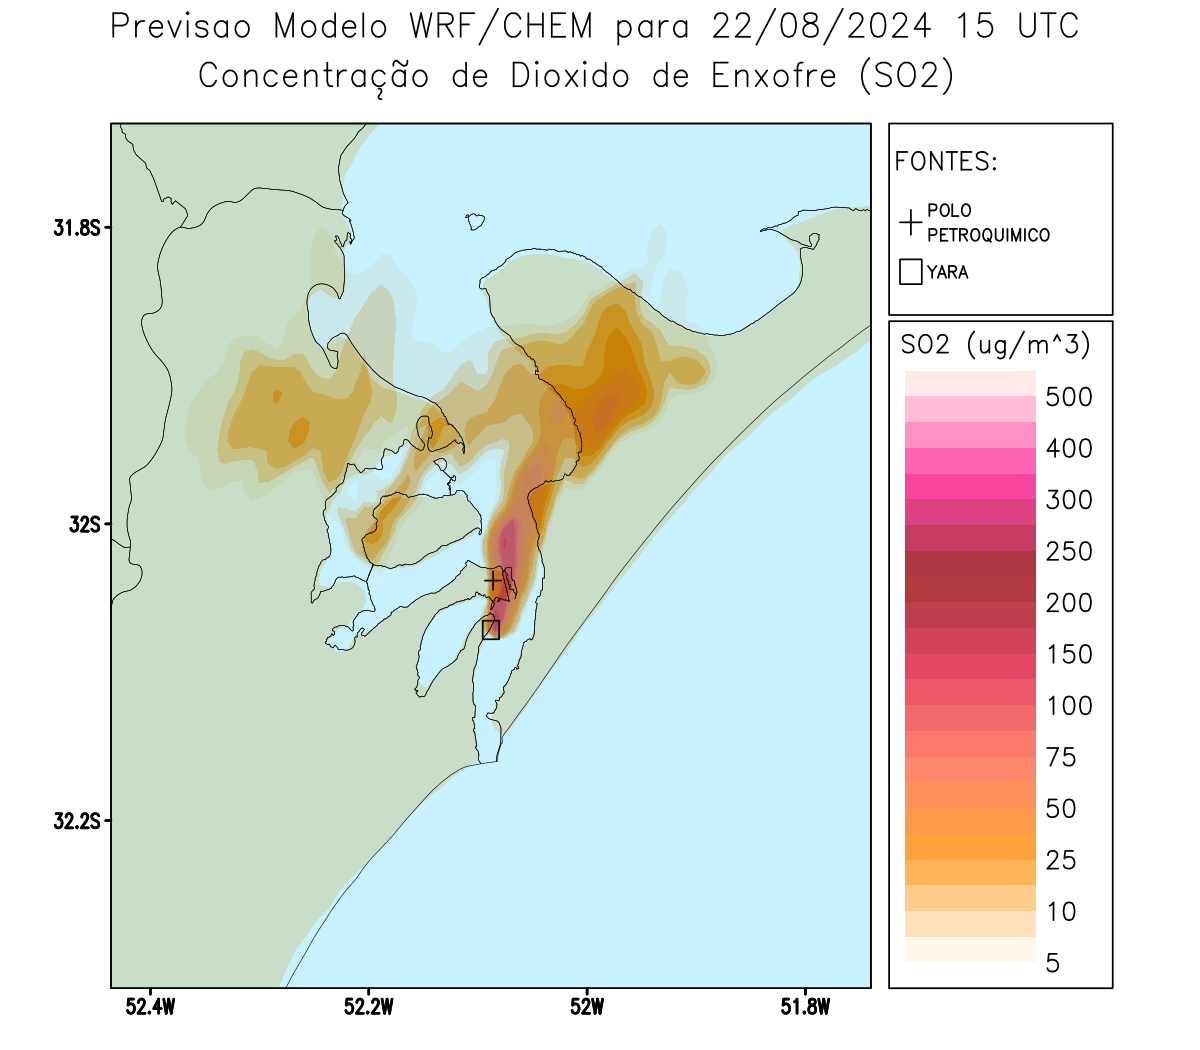 Previsao Modelo WRF/CHEM para 22/08/2024 15 UTC
Concentração de Dioxido de Enxofre (SO2)
FONTES:
POLO
PETROQUIMICO
YARA
31.8S
32S
32.2S
52.4W
52.2W
52W
51.8W
SO2 (ug/m^3)
500
400
300
250
200
150
100
75
50
25
10
5